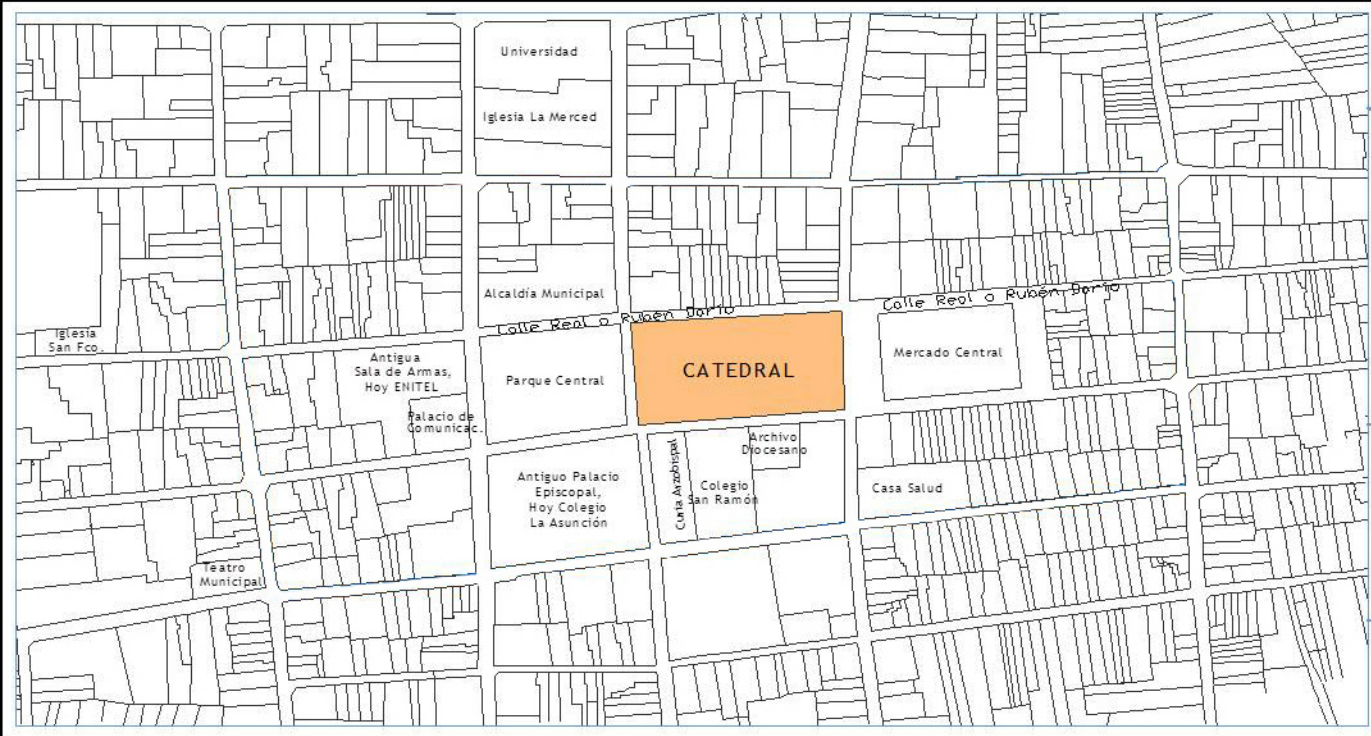 Universidad
Iglesia La Merced
Alcaldía Municipal
Calle Real o Rubén Darío
Calle Real o Rubén Darío
Iglesia
San Fco.
Antigua
Sala de Armas,
Hoy ENITEL
Parque Central
CATEDRAL
Mercado Central
Palacio de
Comunicac.
Antiguo Palacio
Episcopal,
Hoy Colegio
La Asunción
Curia Arzobispal
Colegio
San Ramón
Archivo
Diocesano
Casa Salud
Teatro
Municipal